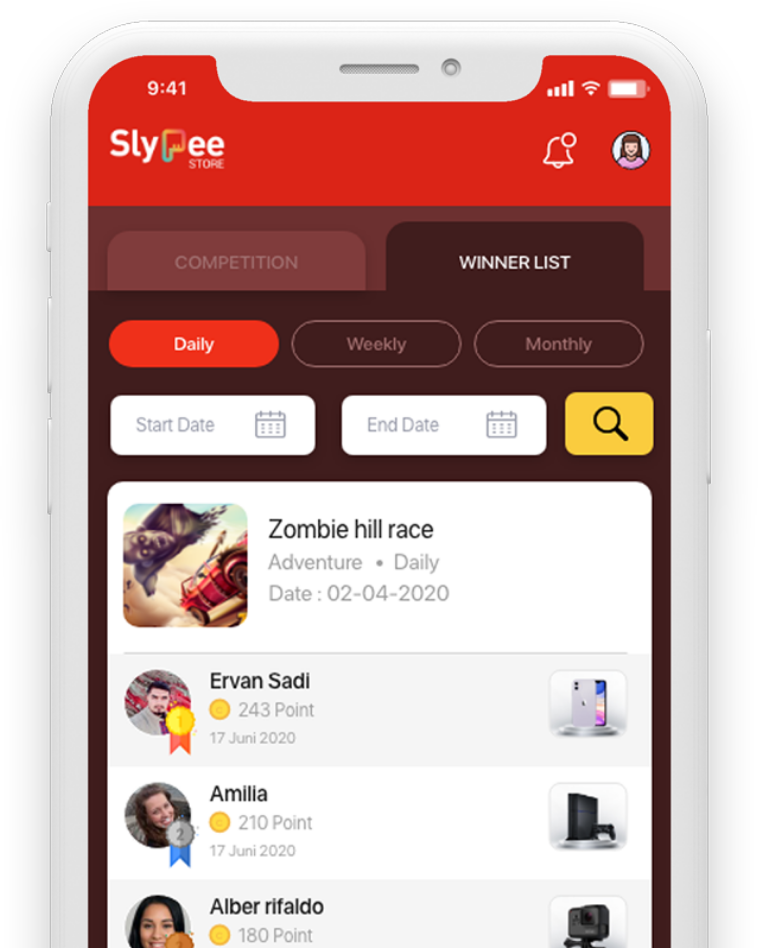 9:41
Slypee
STORE
COMPETITION
WINNER LIST
Daily
Weekly
Monthly
Start Date
End Date
Zombie hill race
Adventure • Daily
Date : 02-04-2020
Ervan Sadi
243 Point
17 Juni 2020
1
Amilia
210 Point
17 Juni 2020
2
Alber rifaldo
180 Point